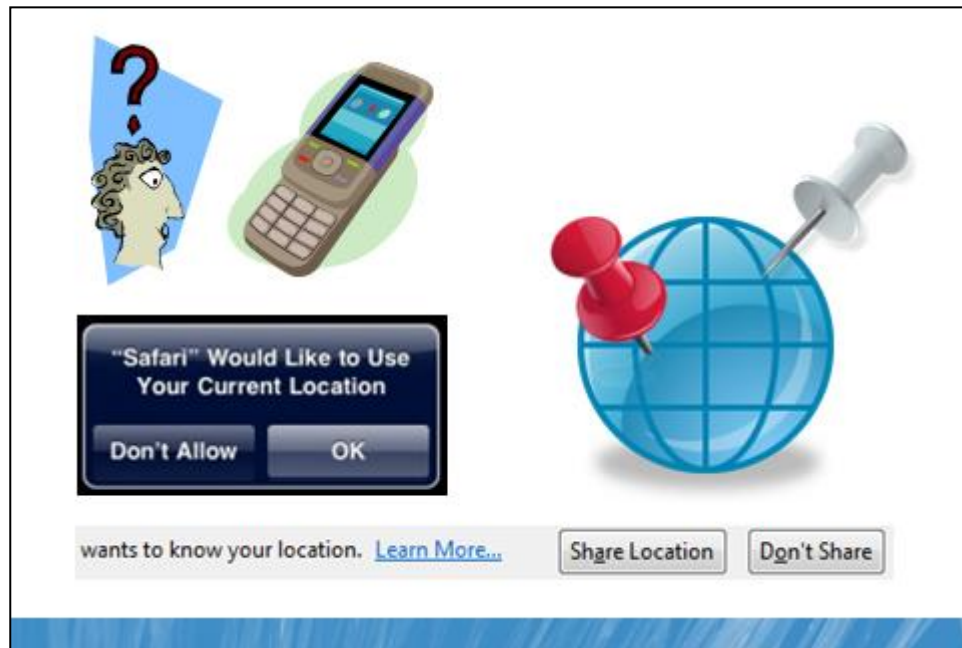 ?
“Safari” Would Like to Use
Your Current Location
Don't Allow OK
wants to know your location. Learn More... Share Location Don't Share